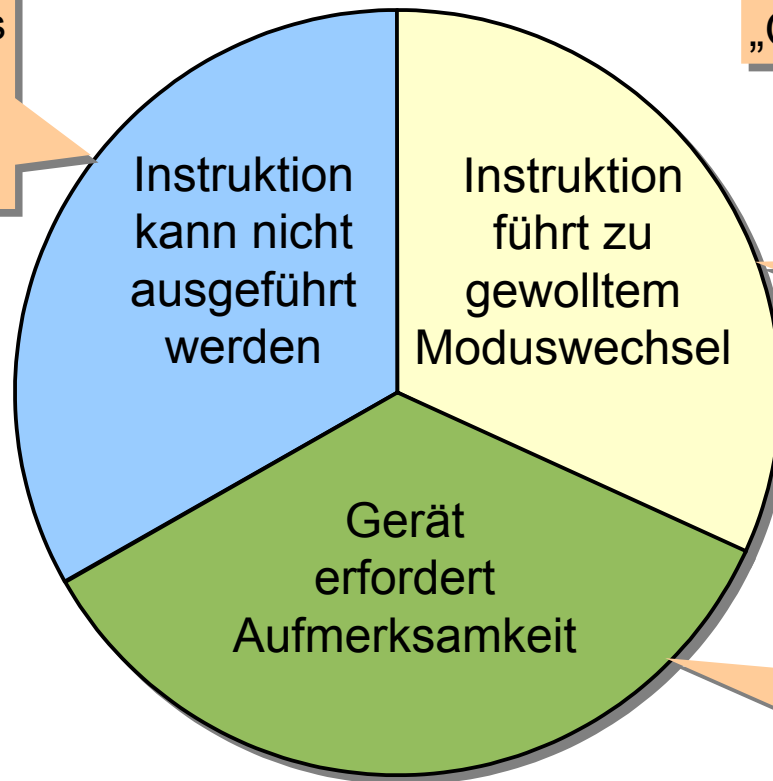 Instruktion
kann nicht
ausgeführt
werden
Instruktion
führt zu
gewolltem
Moduswechsel
Gerät
erfordert
Aufmerksamkeit